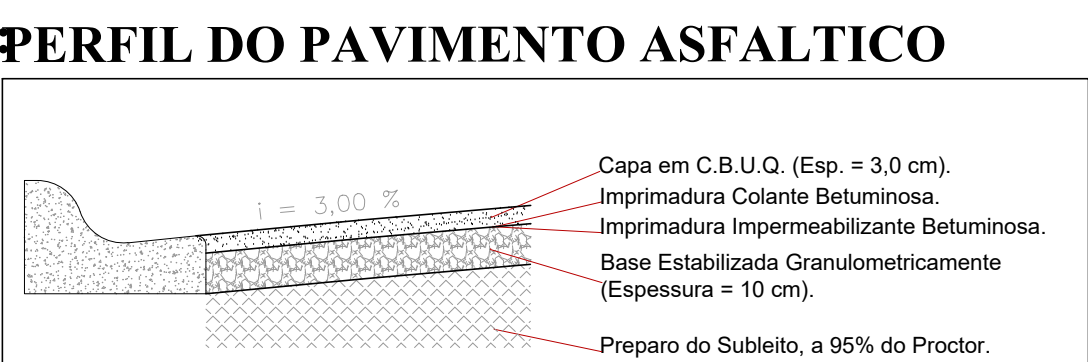 PERFIL DO PAVIMENTO ASFALTICO
Capa em C.B.U.Q. (Esp. = 3,0 cm).
i = 3,00 %
Imprimadura Colante Betuminosa.
Imprimadura Impermeabilizante Betuminosa.
Base Estabilizada Granulometricamente
(Espessura = 10 cm).
Preparo do Subleito, a 95% do Proctor.